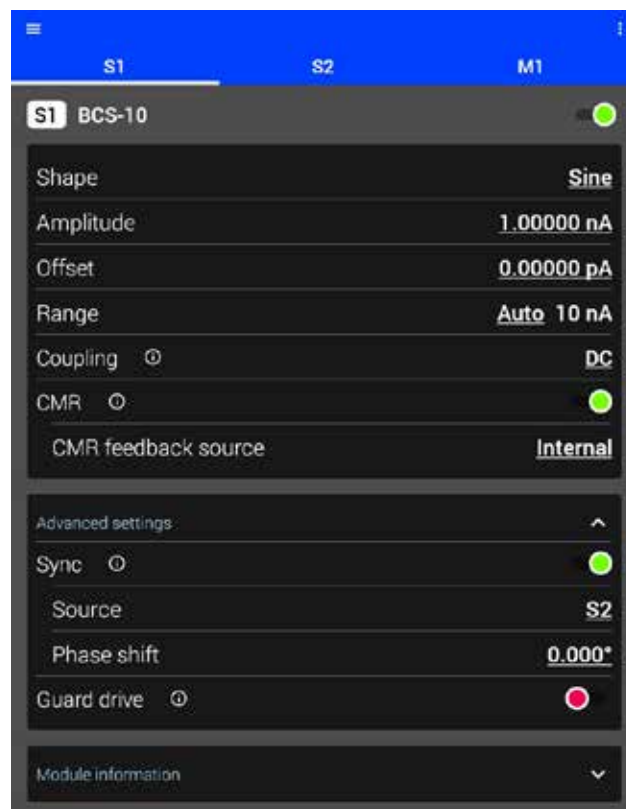 S1 S2 M1
S1 BCS-10
Shape Sine
Amplitude 1.00000 nA
Offset 0.00000 pA
Range Auto 10 nA
Coupling DC
CMR
CMR feedback source Internal
Advanced settings
Sync
Source S2
Phase shift 0.000°
Guard drive
Module information